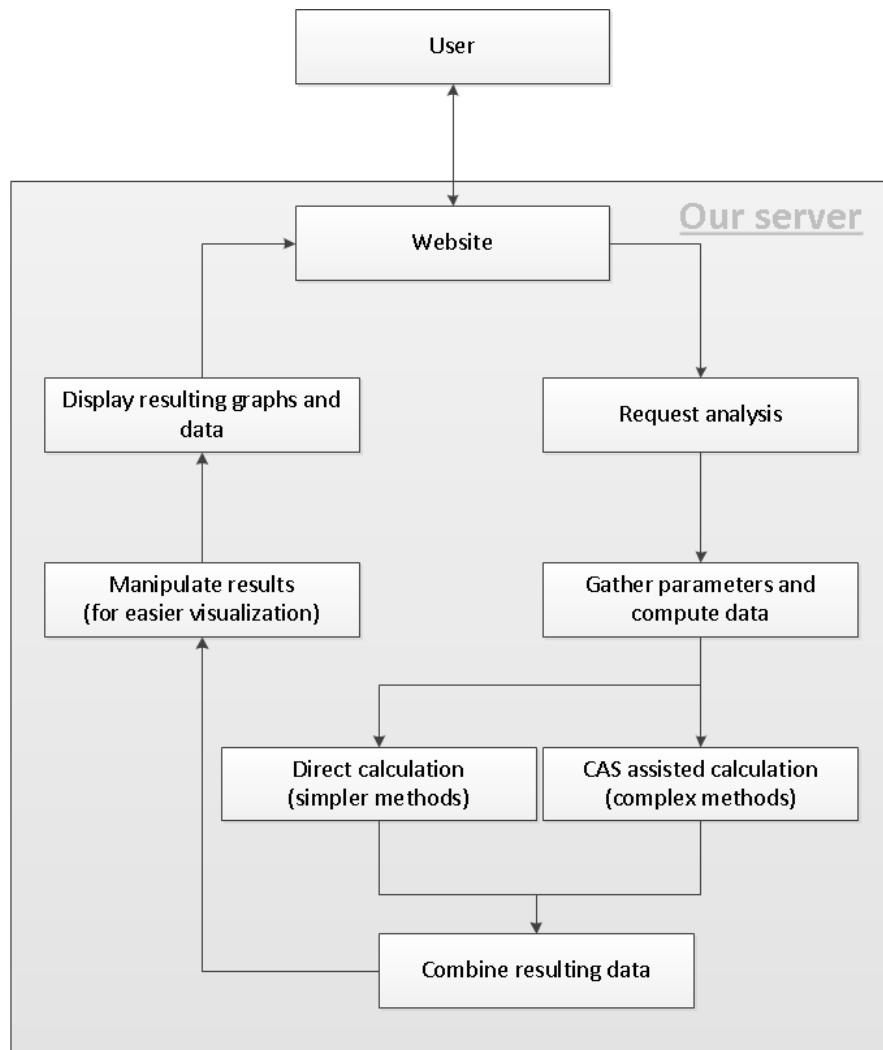 User
Our server
Website
Display resulting graphs and
data
Request analysis
Manipulate results
(for easier visualization)
Gather parameters and
compute data
Direct calculation
(simpler methods)
CAS assisted calculation
(complex methods)
Combine resulting data